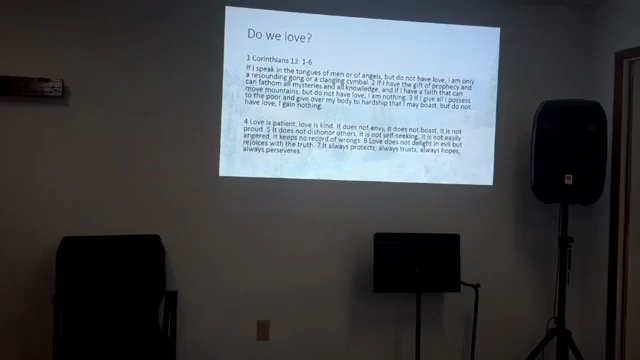 Do we love?
1 Corinthians 13: 1-6
If I speak in the tongues of men or of angels, but do not have love, I am only
a resounding gong or a clanging cymbal. 2 If I have the gift of prophecy and
can fathom all mysteries and all knowledge, and if I have a faith that can
move mountains, but do not have love, I am nothing. 3 If I give all I possess
to the poor and give over my body to hardship that I may boast, but do not
have love, I gain nothing.
4 Love is patient, love is kind. It does not envy, it does not boast, it is not
proud. 5 It does not dishonor others, it is not self-seeking, it is not easily
angered, it keeps no record of wrongs. 6 Love does not delight in evil but
rejoices with the truth. 7 It always protects, always trusts, always hopes,
always perseveres.